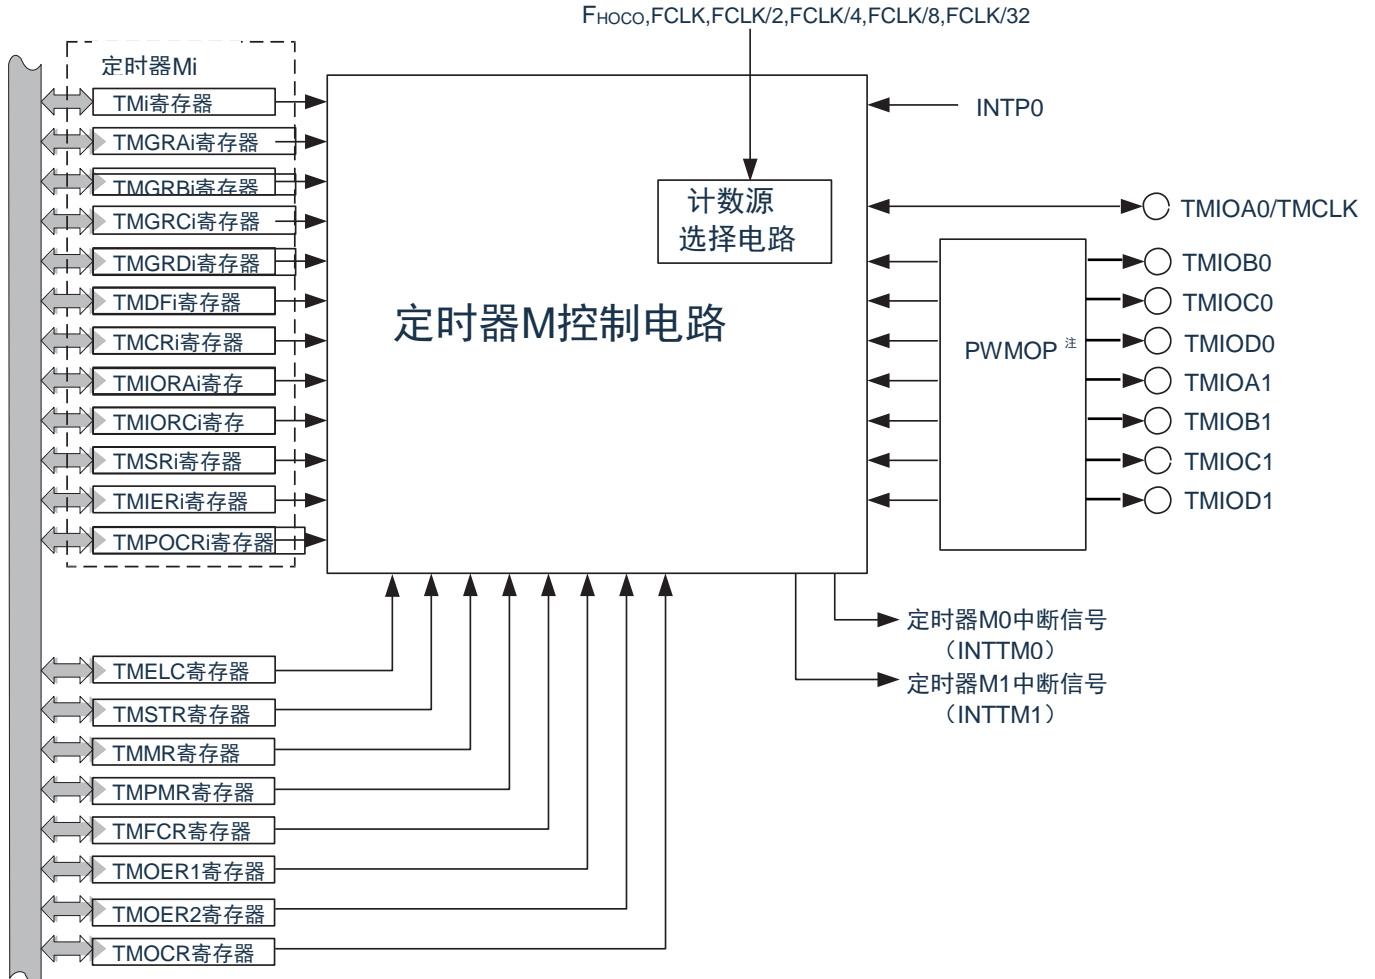 FHOCO,FCLK,FCLK/2,FCLK/4,FCLK/8,FCLK/32
定时器Mi
TMi寄存器
TMGRAi寄存器
TMGRBi寄存器
TMGRCi寄存器
TMGRDi寄存器
TMDFi寄存器
TMCRi寄存器
TMIORAi寄存
TMIORCi寄存
TMSRi寄存器
TMIERi寄存器
TMPOCRi寄存器
计数源
选择电路
定时器M控制电路
INTP0
TMIOA0/TMCLK
PWMOP 注
TMIOB0
TMIOC0
TMIOD0
TMIOA1
TMIOB1
TMIOC1
TMIOD1
定时器M0中断信号
（INTTM0）
定时器M1中断信号
（INTTM1）
TMELC寄存器
TMSTR寄存器
TMMR寄存器
TMPMR寄存器
TMFCR寄存器
TMOER1寄存器
TMOER2寄存器
TMOCR寄存器